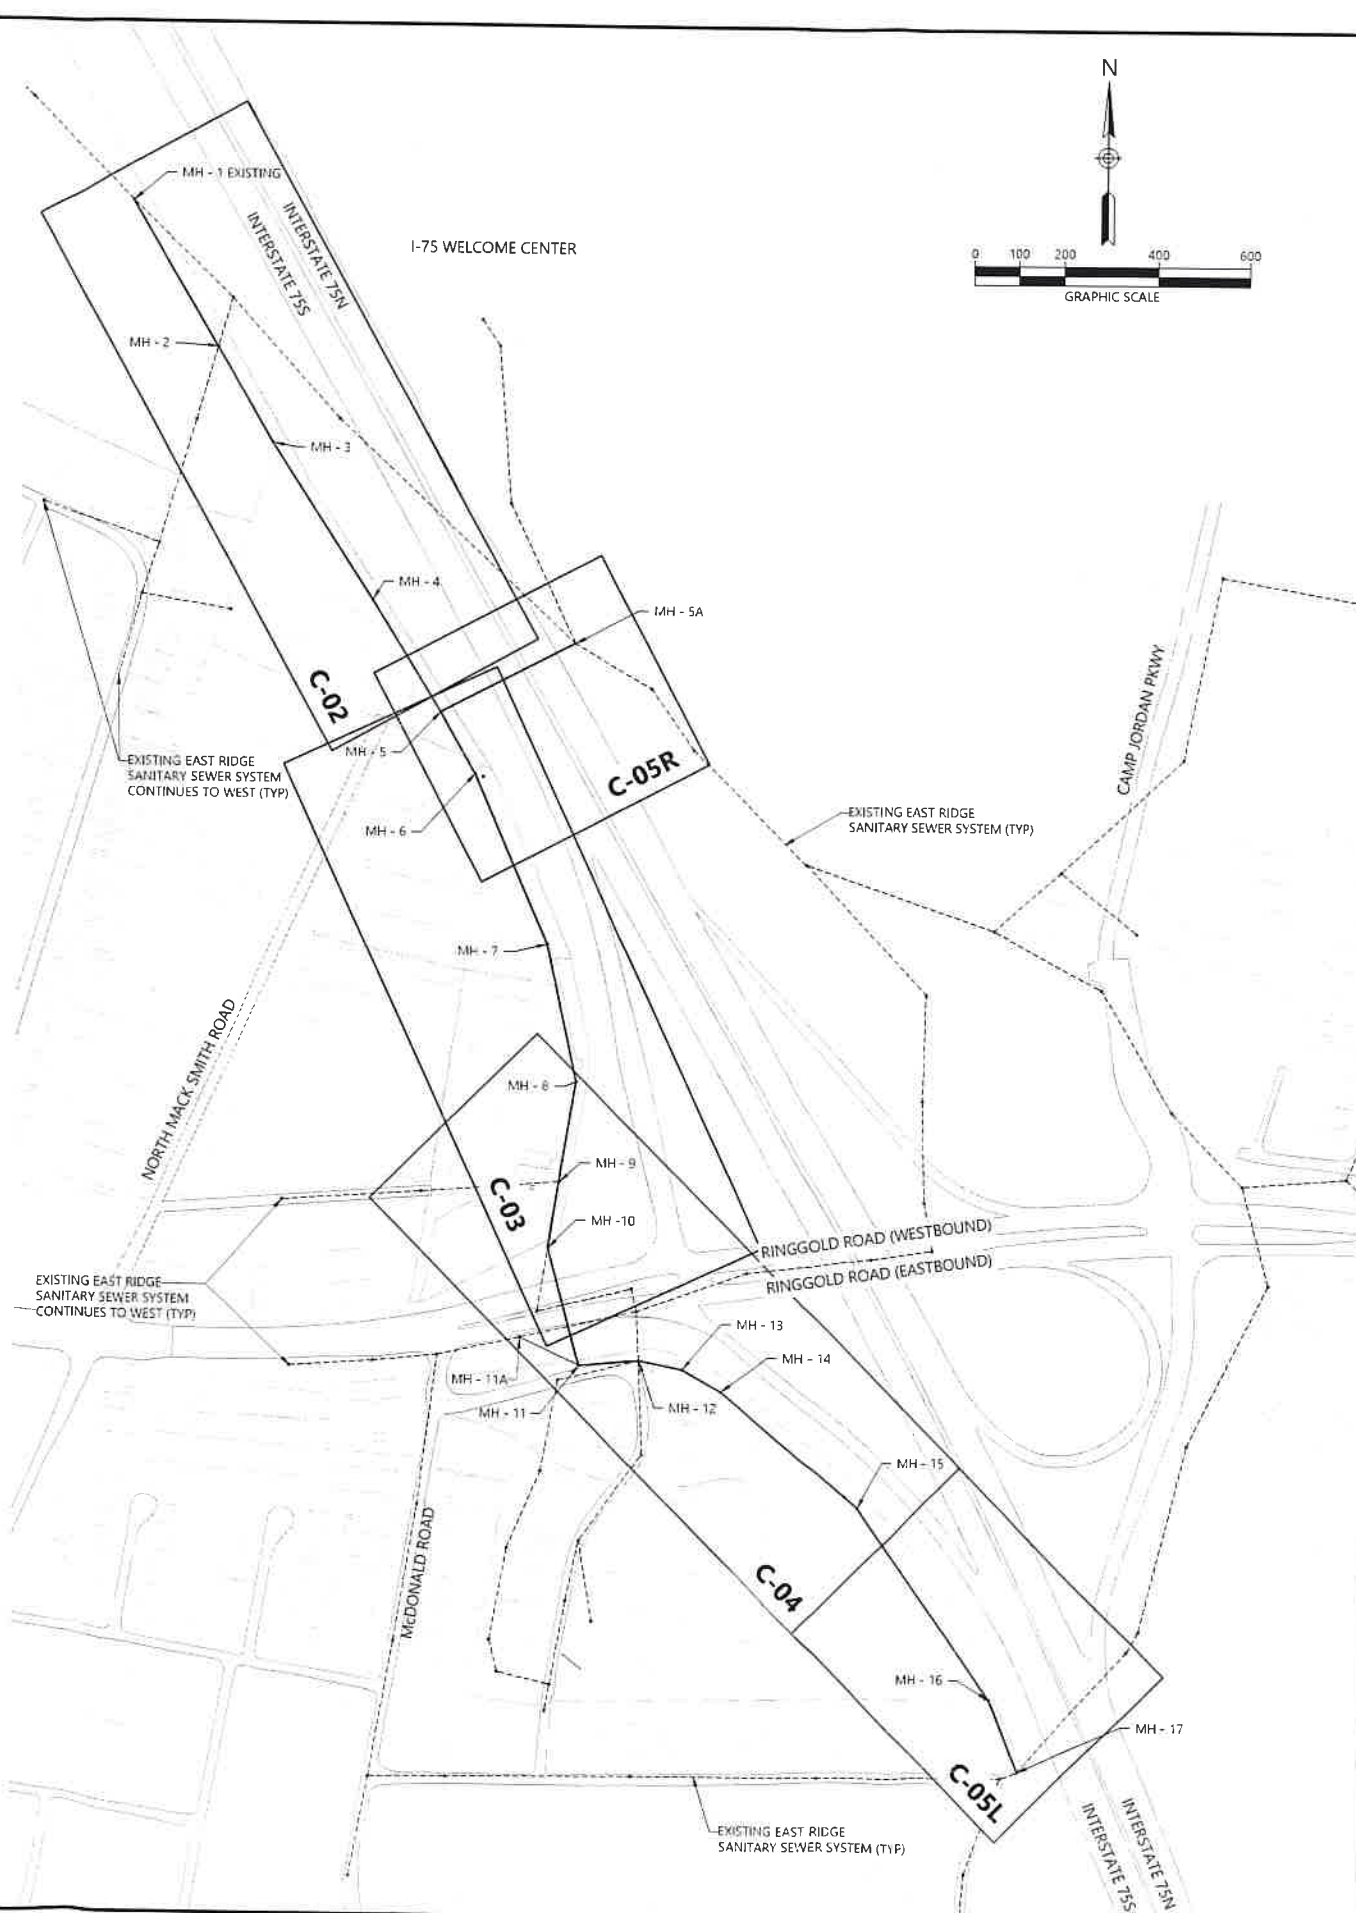 N
0 100 200 400 600
GRAPHIC SCALE
MH - 1 EXISTING
INTERSTATE 75N
INTERSTATE 75S
I-75 WELCOME CENTER
MH - 2
MH - 3
MH - 4
MH - 5A
C-02
MH - 5
C-05R
CAMP JORDAN PKWY
EXISTING EAST RIDGE
SANITARY SEWER SYSTEM
CONTINUES TO WEST (TYP)
EXISTING EAST RIDGE
SANITARY SEWER SYSTEM (TYP)
MH - 6
MH - 7
NORTH MACK SMITH ROAD
MH - 8
MH - 9
C-03
MH -10
RINGGOLD ROAD (WESTBOUND)
RINGGOLD ROAD (EASTBOUND)
EXISTING EAST RIDGE
SANITARY SEWER SYSTEM
CONTINUES TO WEST (TYP)
MH - 13
MH - 14
MH - 11A
MH - 11
MH - 12
MH - 15
McDONALD ROAD
C-04
MH - 16
MH - 17
C-05L
EXISTING EAST RIDGE
SANITARY SEWER SYSTEM (TYP)
INTERSTATE 75N
INTERSTATE 75S